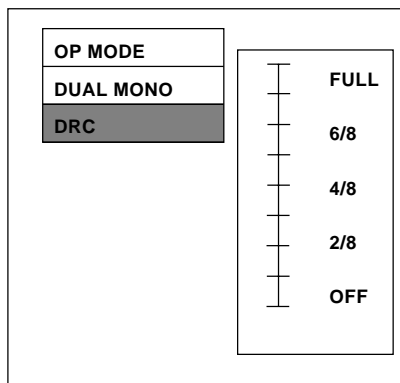 OP MODE
DUAL MONO
DRC
FULL
6/8
4/8
2/8
OFF